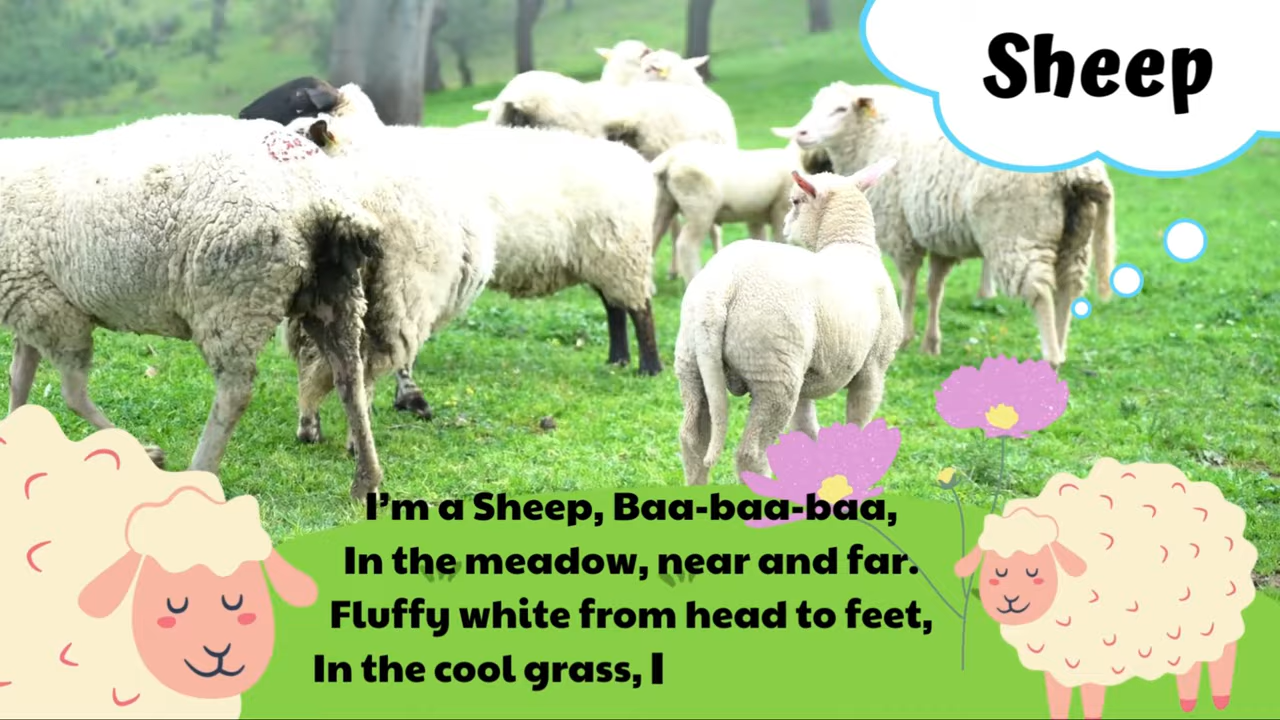 Sheep
I'm a Sheep, Baa-baa-baa,
In the meadow, near and far.
Fluffy white from head to feet,
In the cool grass, I